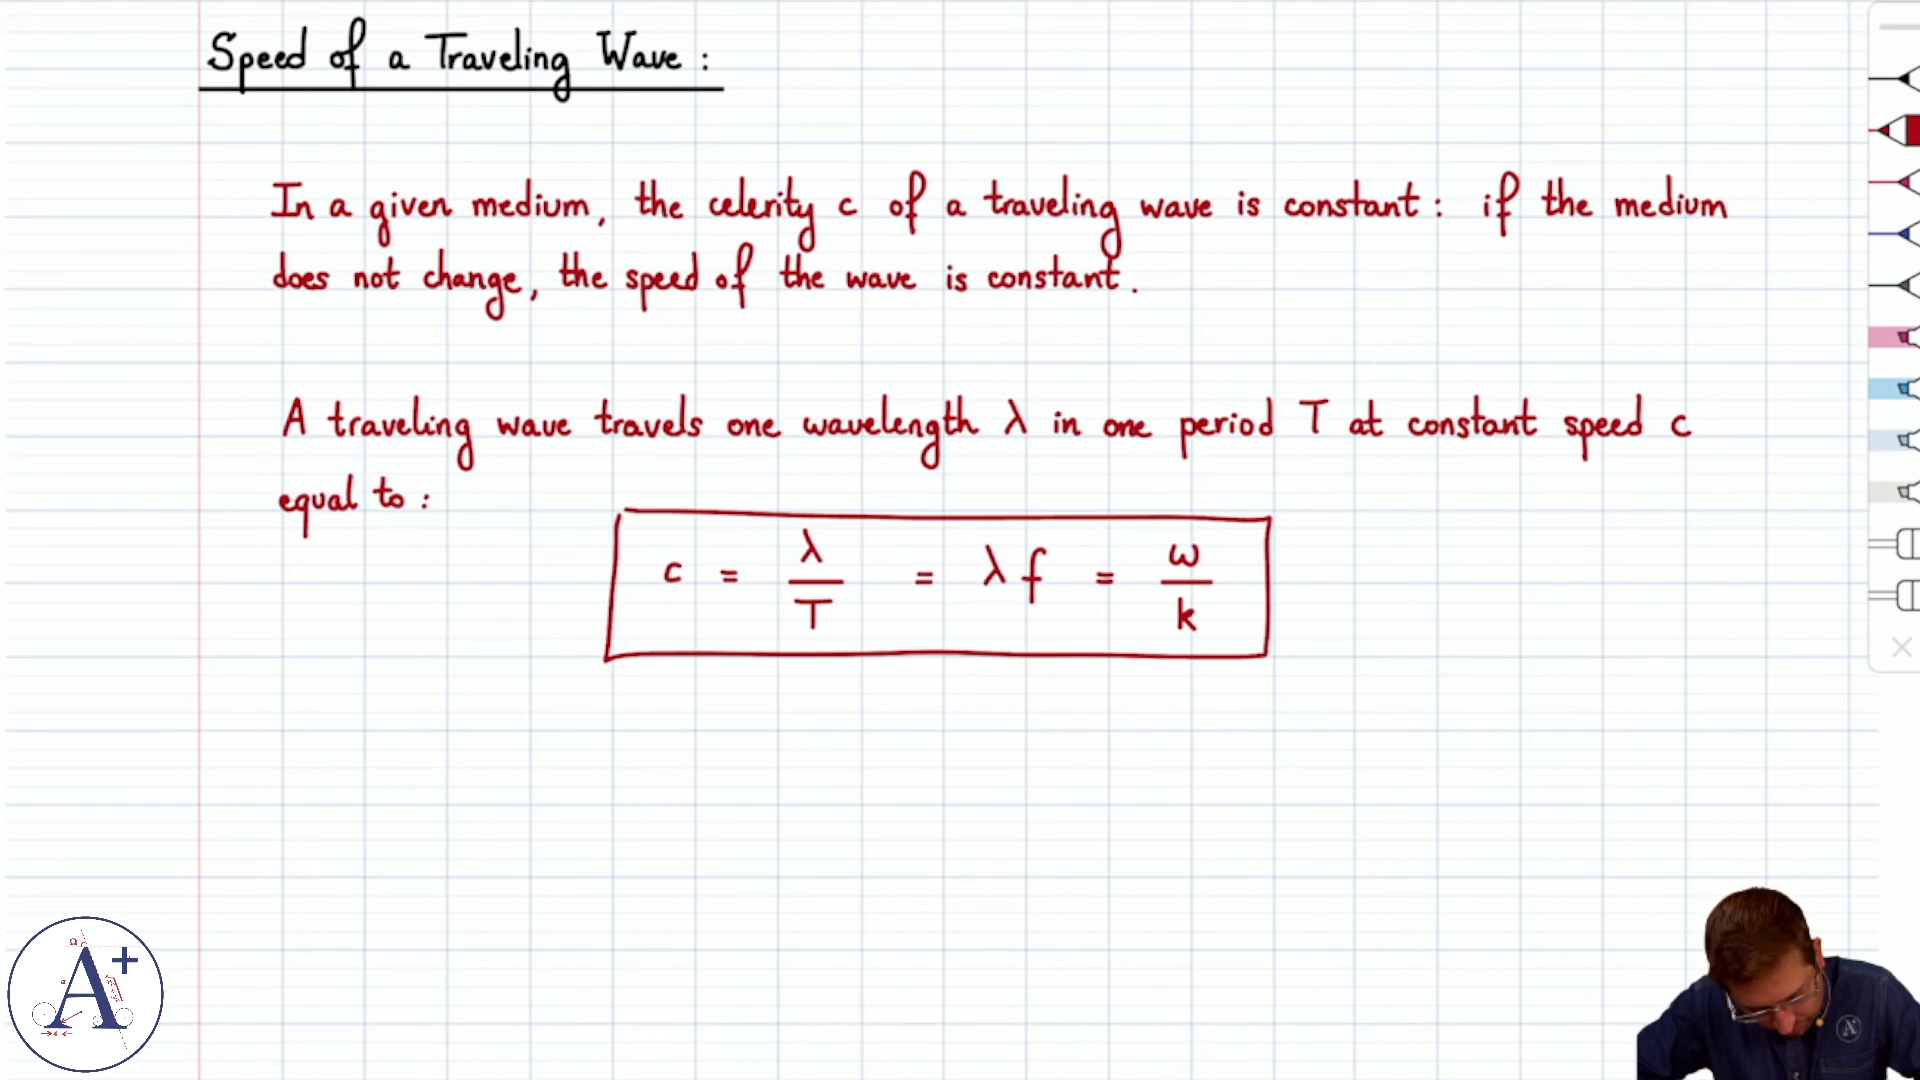 Speed of a Traveling Wave :
In a given medium, the celerity c of a traveling wave is constant : if the medium
does not change, the speed of the wave is constant.
A traveling wave travels one wavelength λ in one period T at constant speed c
equal to :
c = λ/T = λ f = ω/k
A+